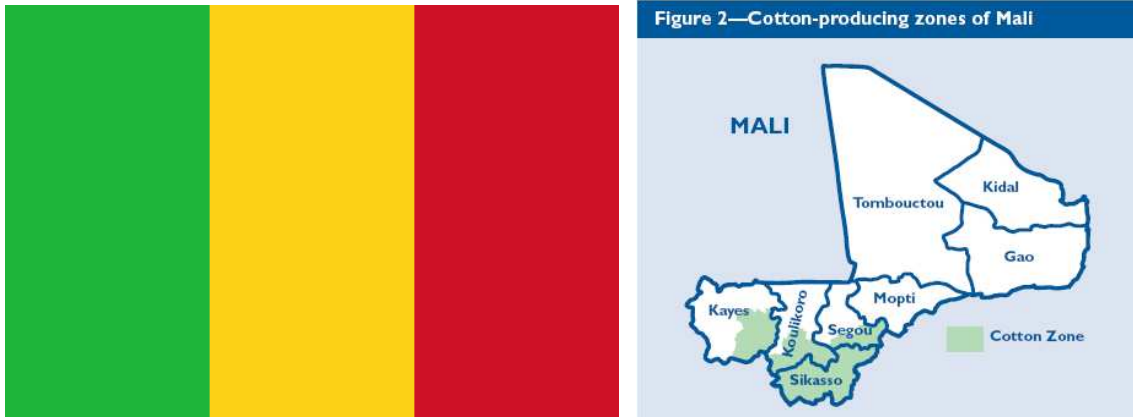 Figure 2—Cotton-producing zones of Mali
MALI
Kidal
Tombouctou
Gao
Mopti
Koulikoro
Kayes
Segou
Cotton Zone
Sikasso